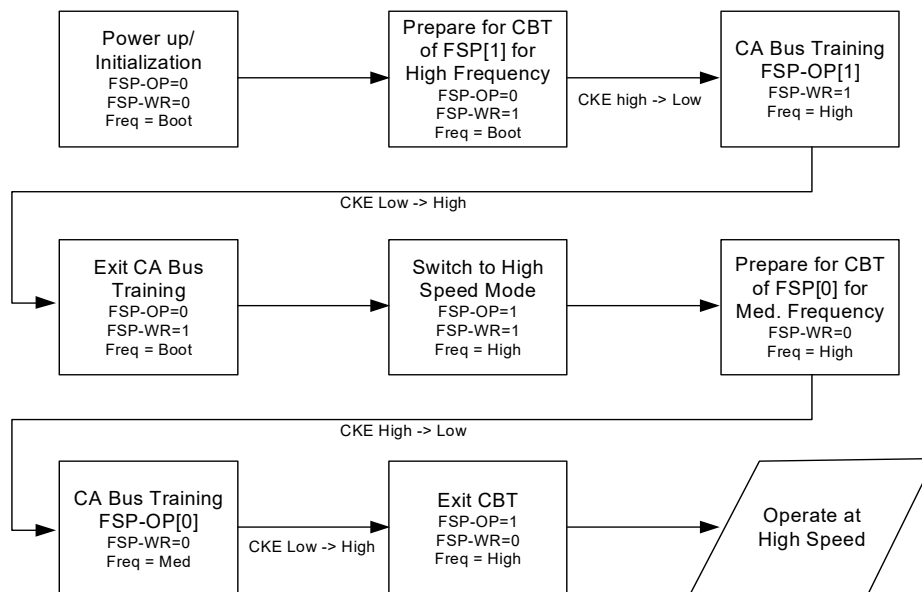 Power up/
Initialization
FSP-OP=0
FSP-WR=0
Freq = Boot
Prepare for CBT
of FSP[1] for
High Frequency
FSP-OP=0
FSP-WR=1
Freq = Boot
CKE high -> Low
CA Bus Training
FSP-OP[1]
FSP-WR=1
Freq = High
CKE Low -> High
Exit CA Bus
Training
FSP-OP=0
FSP-WR=1
Freq = Boot
Switch to High
Speed Mode
FSP-OP=1
FSP-WR=1
Freq = High
Prepare for CBT
of FSP[0] for
Med. Frequency
FSP-WR=0
Freq = High
CKE High -> Low
CA Bus Training
FSP-OP[0]
FSP-WR=0
Freq = Med
CKE Low -> High
Exit CBT
FSP-OP=1
FSP-WR=0
Freq = High
Operate at
High Speed